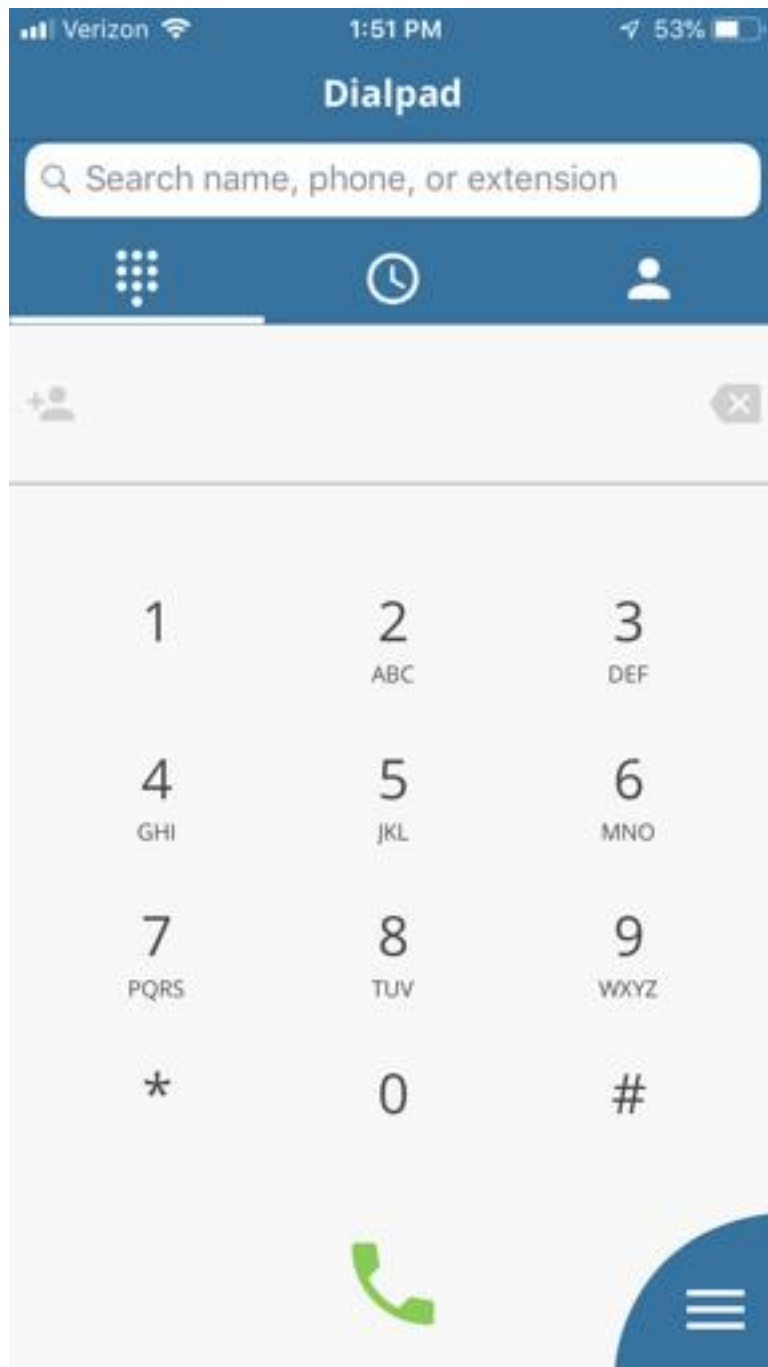 Verizon 1:51 PM 53%
Dialpad
Search name, phone, or extension
1 2 3
ABC DEF
4 5 6
GHI JKL MNO
7 8 9
PQRS TUV WXYZ
* 0 #